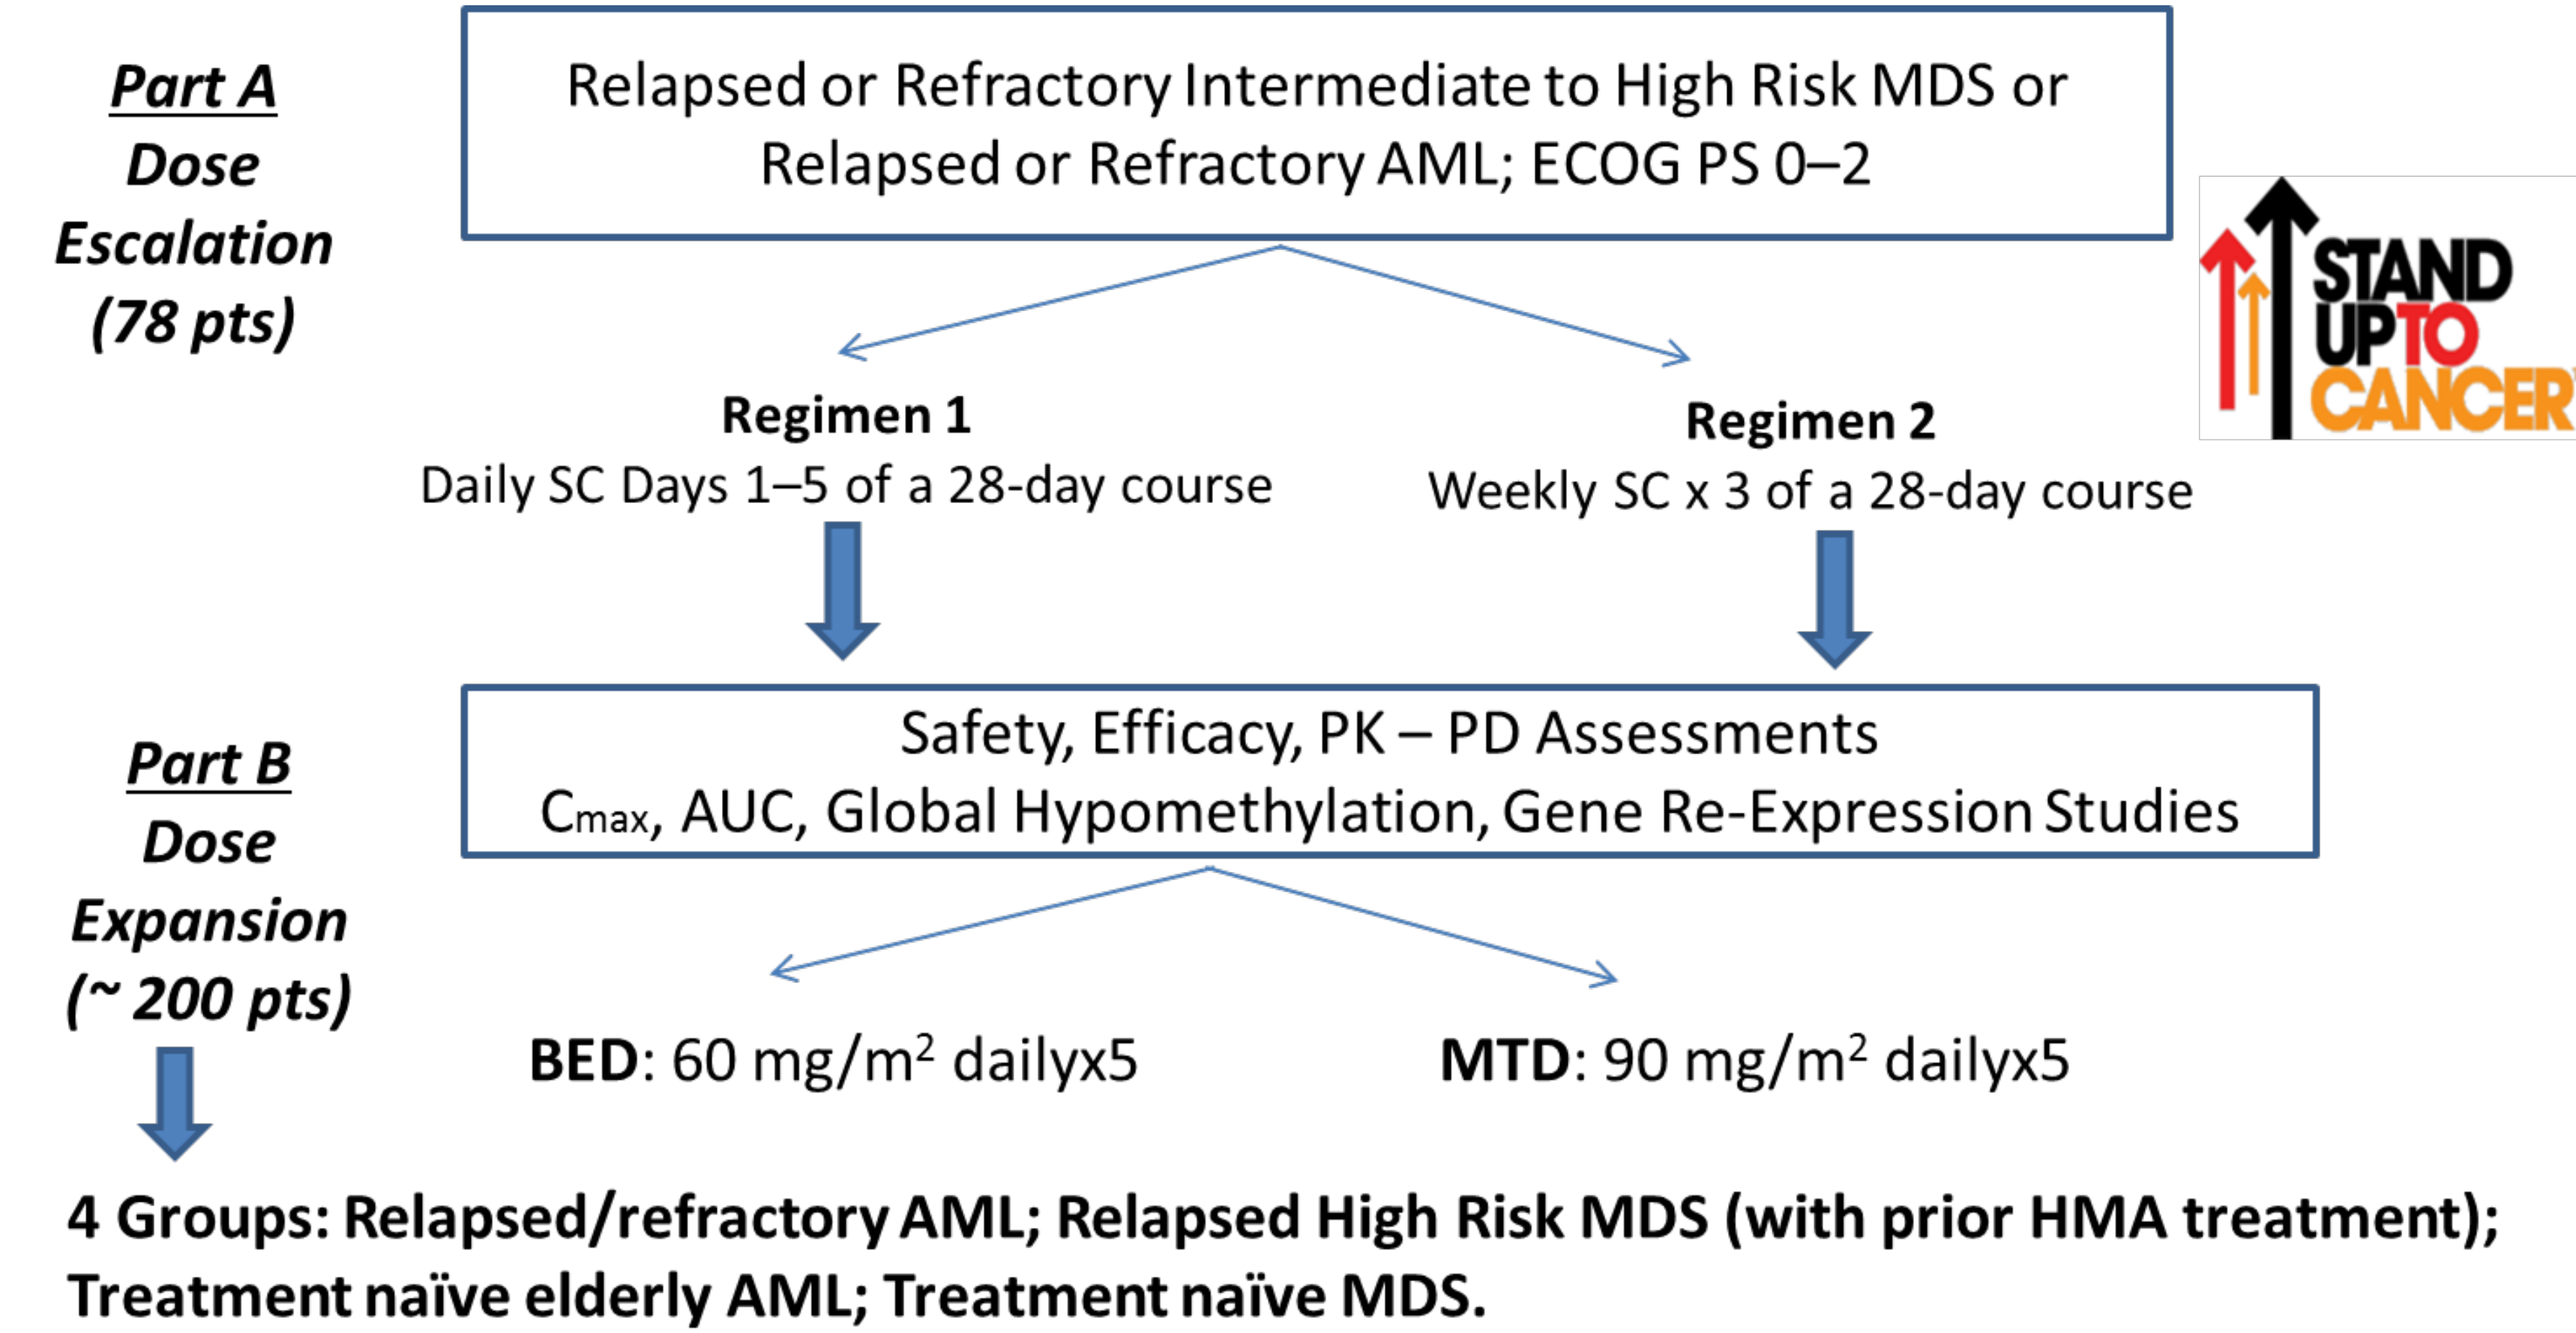 Part A
Dose
Escalation
(78 pts)
Relapsed or Refractory Intermediate to High Risk MDS or
Relapsed or Refractory AML; ECOG PS 0–2
STAND
UPTO
CANCER
Regimen 1
Daily SC Days 1–5 of a 28-day course
Regimen 2
Weekly SC x 3 of a 28-day course
Part B
Dose
Expansion
(~ 200 pts)
Safety, Efficacy, PK – PD Assessments
Cmax, AUC, Global Hypomethylation, Gene Re-Expression Studies
BED: 60 mg/m² dailyx5
MTD: 90 mg/m² dailyx5
4 Groups: Relapsed/refractory AML; Relapsed High Risk MDS (with prior HMA treatment);
Treatment naïve elderly AML; Treatment naïve MDS.